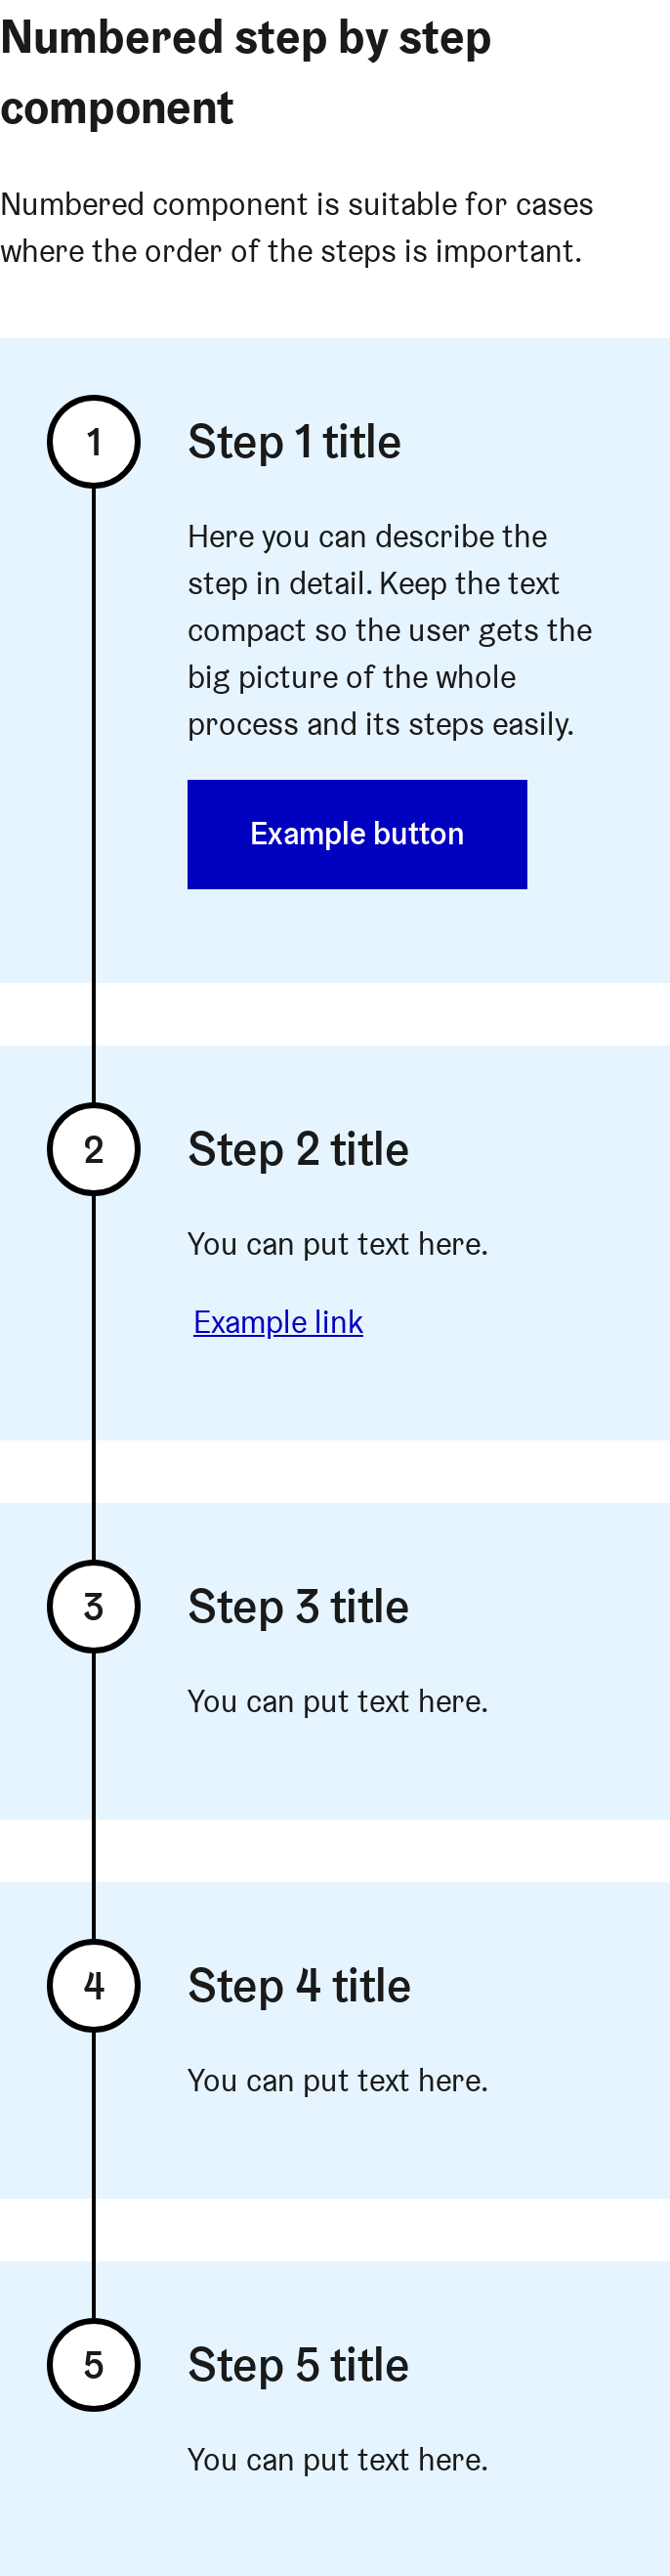 Numbered step by step
component
Numbered component is suitable for cases
where the order of the steps is important.
1
Step 1 title
Here you can describe the
step in detail. Keep the text
compact so the user gets the
big picture of the whole
process and its steps easily.
Example button
2
Step 2 title
You can put text here.
Example link
3
Step 3 title
You can put text here.
4
Step 4 title
You can put text here.
5
Step 5 title
You can put text here.